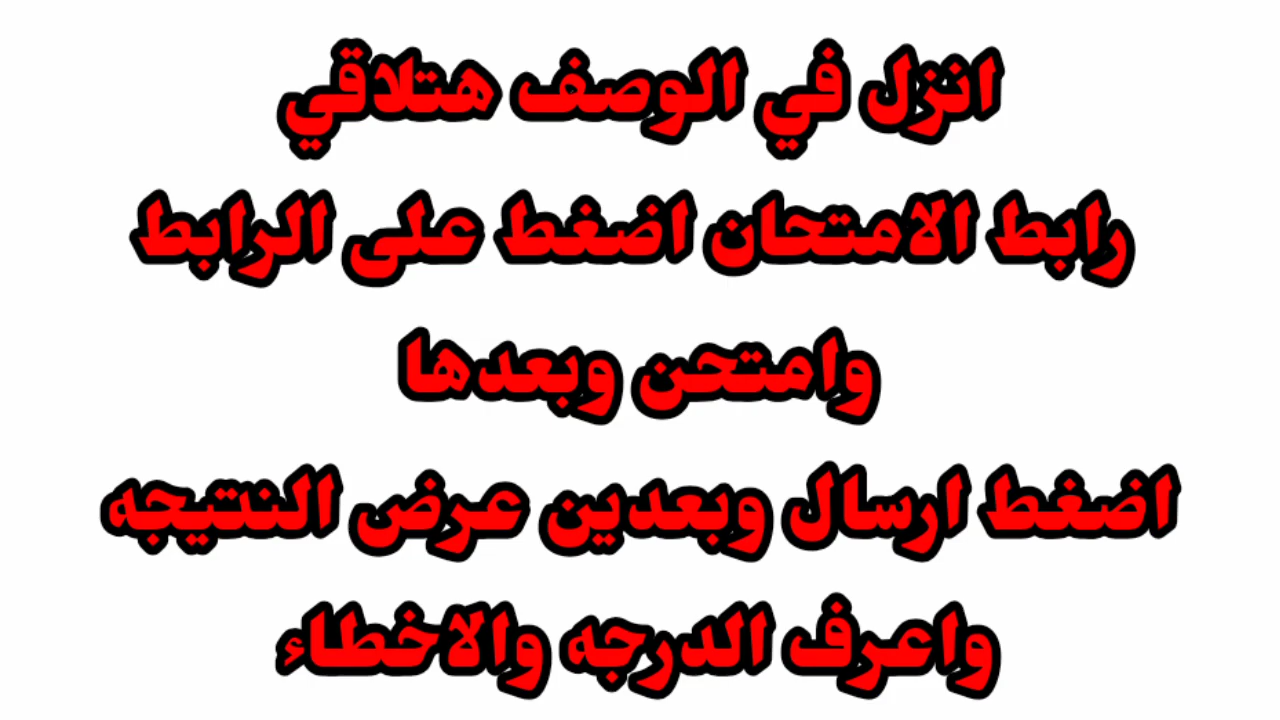 انزل في الوصف هتلاقي
رابط الامتحان اضغط على الرابط
وامتحن وبعدها
اضغط ارسال وبعدين عرض النتيجه
واعرف الدرجه والاخطاء